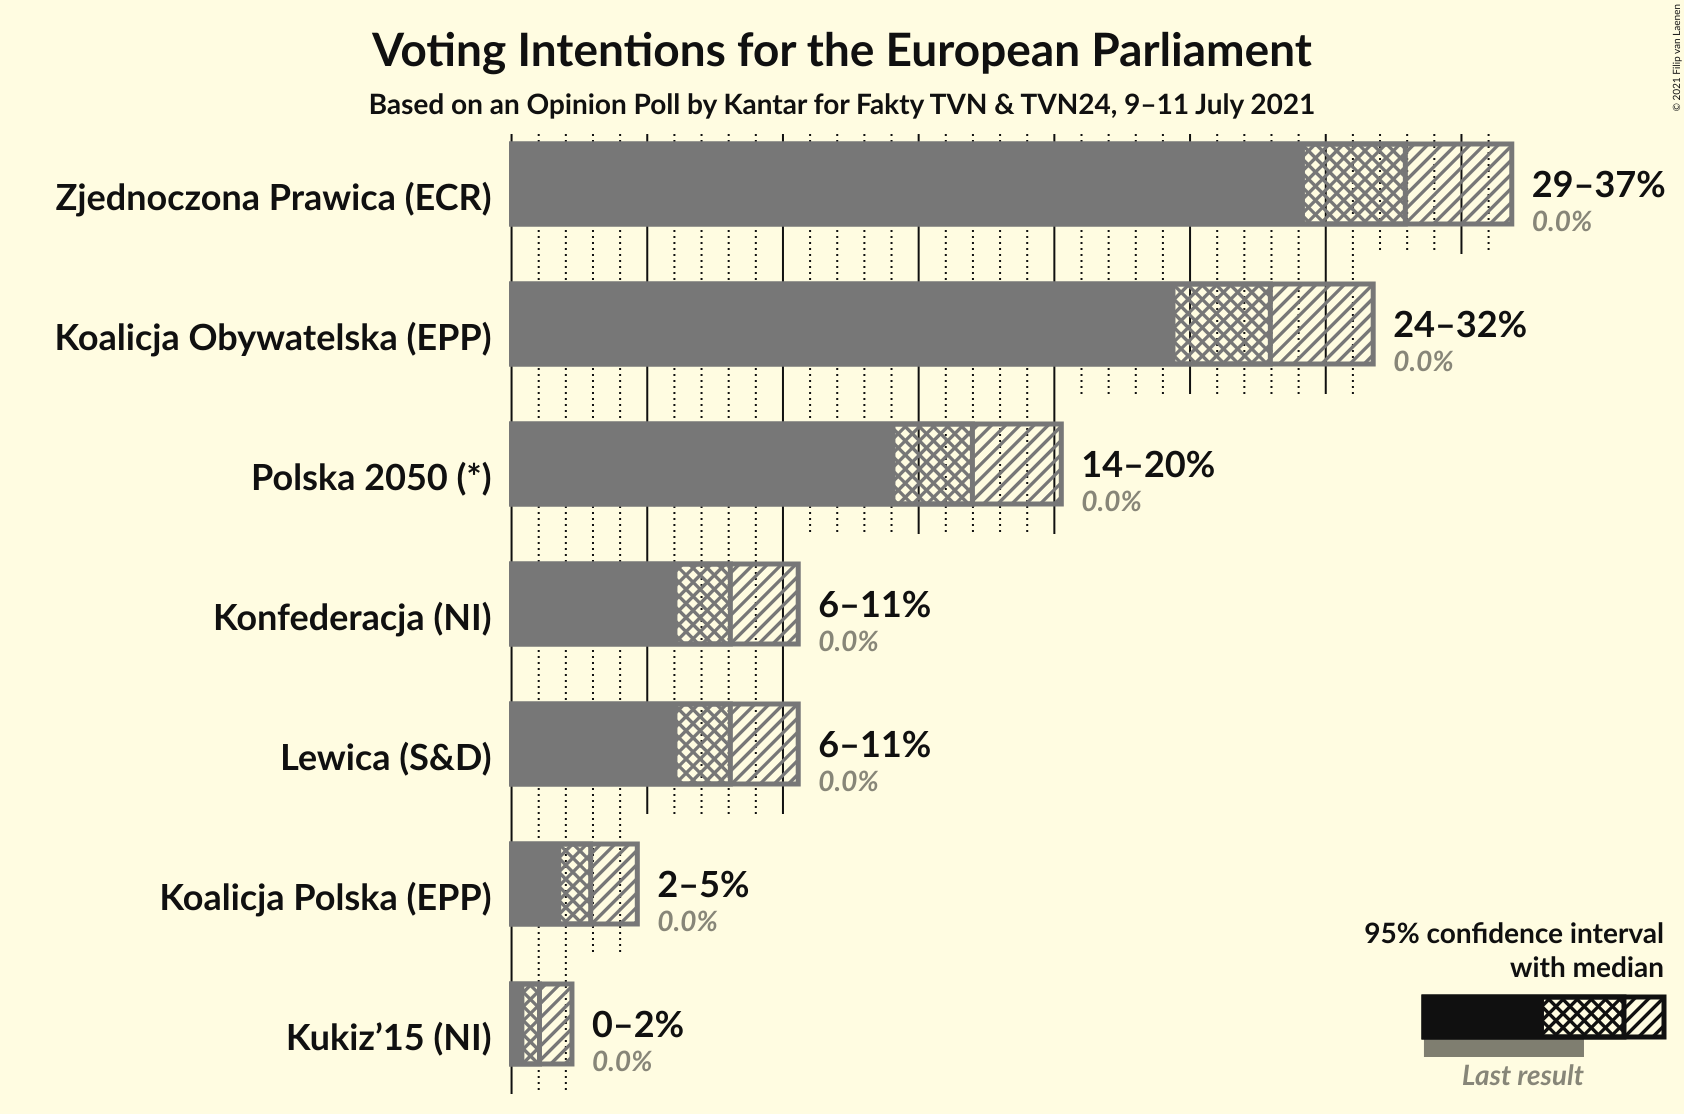 Voting Intentions for the European Parliament
Based on an Opinion Poll by Kantar for Fakty TVN & TVN24, 9–11 July 2021
© 2021 Filip van Laenen
Zjednoczona Prawica (ECR)
29–37%
0.0%
Koalicja Obywatelska (EPP)
24–32%
0.0%
Polska 2050 (*)
14–20%
0.0%
Konfederacja (NI)
6–11%
0.0%
Lewica (S&D)
6–11%
0.0%
Koalicja Polska (EPP)
2–5%
0.0%
Kukiz’15 (NI)
0–2%
0.0%
95% confidence interval
with median
Last result